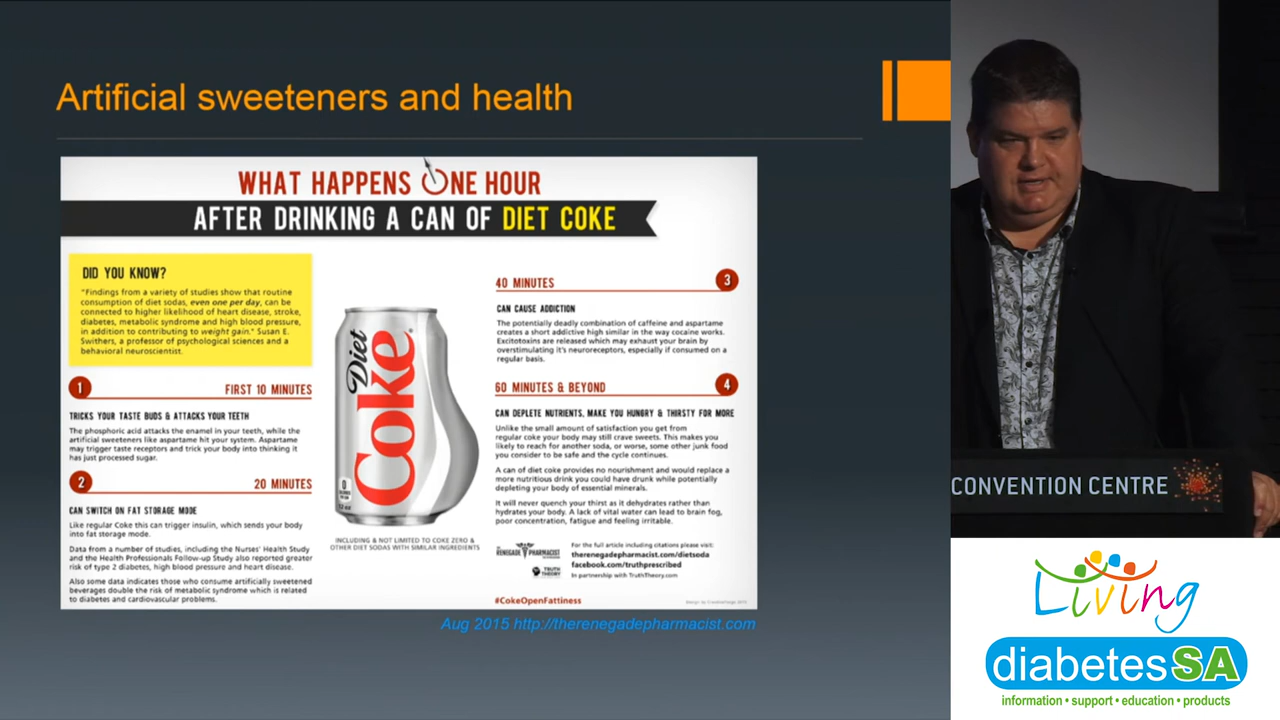 Artificial sweeteners and health
WHAT HAPPENS ONE HOUR
AFTER DRINKING A CAN OF DIET COKE
DID YOU KNOW?
"Findings from a variety of studies show that routine
consumption of diet sodas, even one per day, can be
connected to higher likelihood of heart disease, stroke,
diabetes, metabolic syndrome and high blood pressure,
in addition to contributing to weight gain." Susan E.
Swithers, a professor of psychological sciences and a
behavioral neuroscientist.
1
FIRST 10 MINUTES
TRICKS YOUR TASTE BUDS & ATTACKS YOUR TEETH
The phosphoric acid attacks the enamel in your teeth, while the
artificial sweeteners like aspartame hit your system. Aspartame
may trigger taste receptors and trick your body into thinking it
has just processed sugar.
2
20 MINUTES
CAN SWITCH ON FAT STORAGE MODE
Like regular Coke this can trigger insulin, which sends your body
into fat storage mode.
Data from a number of studies, including the Nurses' Health Study
and the Health Professionals Follow-up Study also reported greater
risk of type 2 diabetes, high blood pressure and heart disease.
Also some data indicates those who consume artificially sweetened
beverages double the risk of metabolic syndrome which is related
to diabetes and cardiovascular problems.
Diet
Coke
INCLUDING & NOT LIMITED TO COKE ZERO &
OTHER DIET SODAS WITH SIMILAR INGREDIENTS
40 MINUTES
3
CAN CAUSE ADDICTION
The potentially deadly combination of caffeine and aspartame
creates a short addictive high similar in the way cocaine works.
Excitotoxins are released which may exhaust your brain by
overstimulating it's neuroreceptors, especially if consumed on a
regular basis.
60 MINUTES & BEYOND
4
CAN DEPLETE NUTRIENTS, MAKE YOU HUNGRY & THIRSTY FOR MORE
Unlike the small amount of satisfaction you get from
regular coke your body may still crave sweets. This makes you
likely to reach for another soda, or worse, some other junk food
you consider to be safe and the cycle continues.
A can of diet coke provides no nourishment and would replace a
more nutritious drink you could have drunk while potentially
depleting your body of essential minerals.
It will never quench your thirst as it dehydrates rather than
hydrates your body. A lack of vital water can lead to brain fog,
poor concentration, fatigue and feeling irritable.
RENEGADE PHARMACIST
TRUTH THEORY
For the full article including citations please visit:
therenegadepharmacist.com/dietsoda
facebook.com/truthprescribed
In partnership with TruthTheory.com
#CokeOpenFattiness
Aug 2015 http://therenegadepharmacist.com
CONVENTION CENTRE
Living
diabetesSA
information • support • education • products